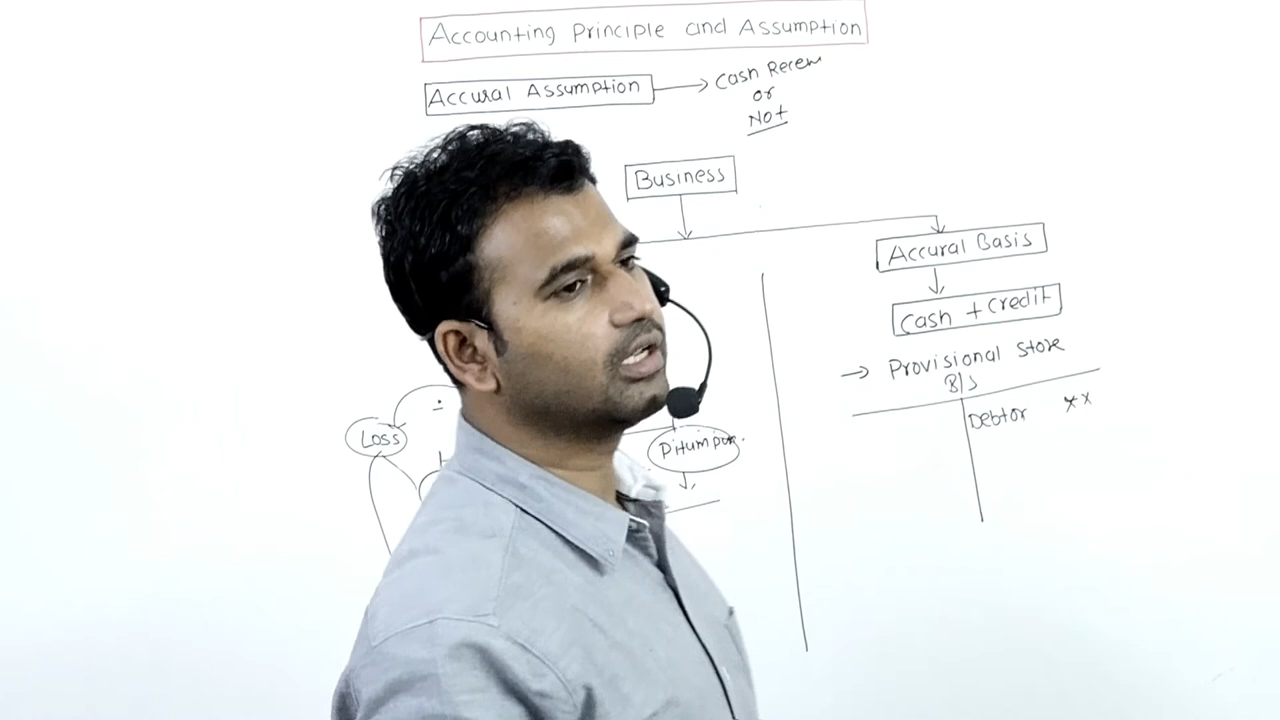 Accounting Principle and Assumption
Accural Assumption
Cash
or
Not
Business
Accural Basis
Cash + Credit
Provisional Store
B/S
Debtor xx
Loss
Pitumpur.